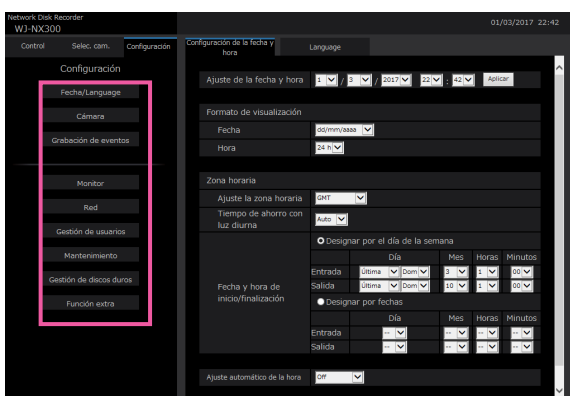 Network Disk Recorder
WJ-NX300
01/03/2017 22:42
Control Selec. cam. Configuración
Configuración
Fecha/Language
Cámara
Grabación de eventos
Monitor
Red
Gestión de usuarios
Mantenimiento
Gestión de discos duros
Función extra
Configuración de la fecha y
hora
Language
Ajuste de la fecha y hora 1 / 3 / 2017 22 : 42 Aplicar
Formato de visualización
Fecha dd/mm/aaaa
Hora 24 h
Zona horaria
Ajuste la zona horaria GMT
Tiempo de ahorro con
luz diurna
Auto
Fecha y hora de
inicio/finalización
Designar por el día de la semana
Día Mes Horas Minutos
Entrada Última Dom 3 1 00
Salida Última Dom 10 1 00
Designar por fechas
Día Mes Horas Minutos
Entrada -- -- -- --
Salida -- -- -- --
Ajuste automático de la hora Off